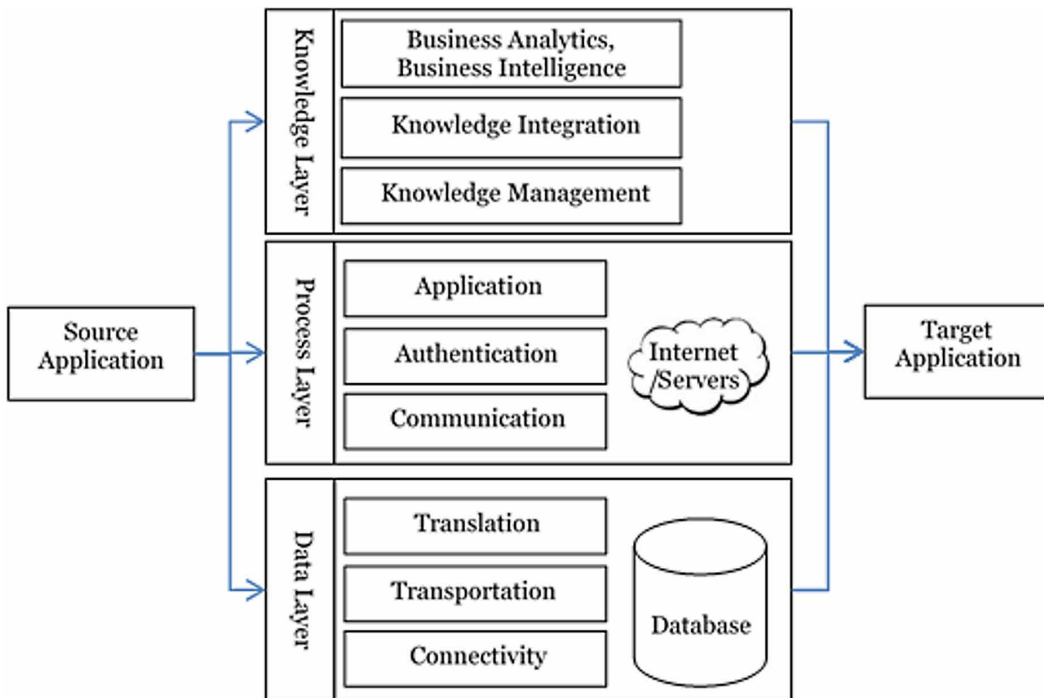 Source
Application
Knowledge Layer
Business Analytics,
Business Intelligence
Knowledge Integration
Knowledge Management
Process Layer
Application
Authentication
Communication
Internet
/Servers
Data Layer
Translation
Transportation
Connectivity
Database
Target
Application